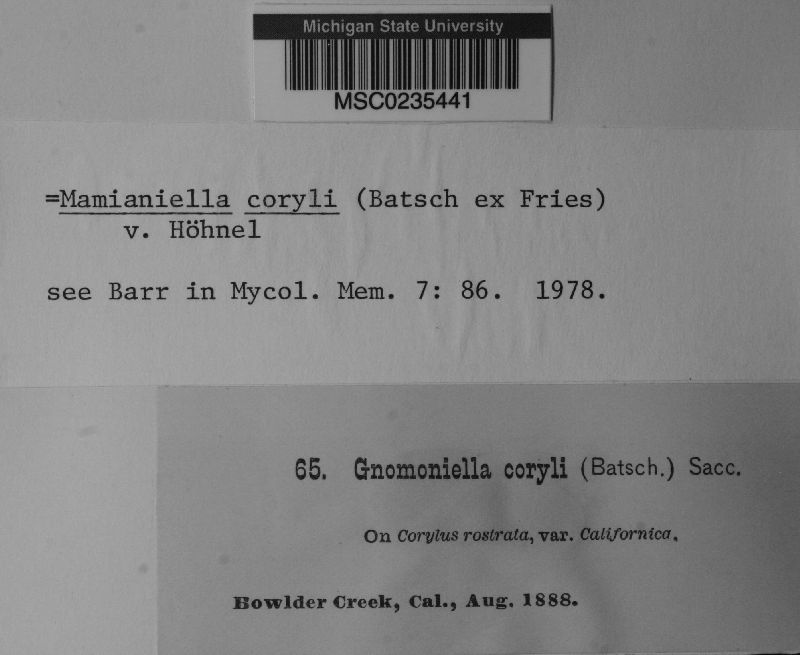 Michigan State University
MSC0235441
=Mamianiella coryli (Batsch ex Fries)
v. Höhnel
see Barr in Mycol. Mem. 7: 86. 1978.
65. Gnomoniella coryli (Batsch.) Sacc.
On Corylus rostrata, var. Californica.
Bowlder Creek, Cal., Aug. 1888.